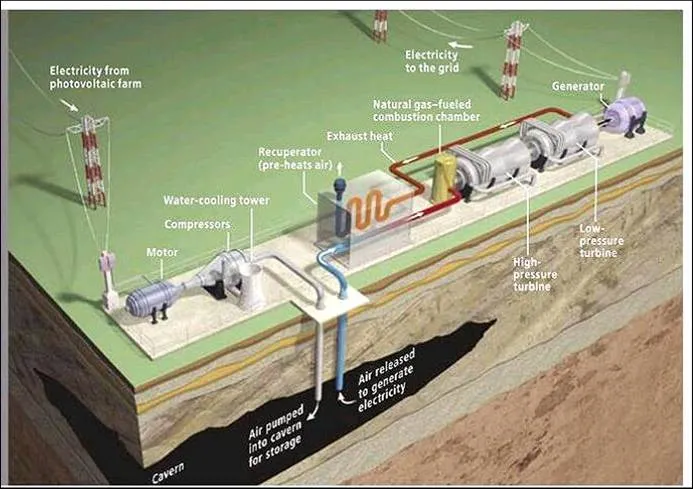 Electricity from
photovoltaic farm
Electricity
to the grid
Generator
Natural gas–fueled
combustion chamber
Exhaust heat
Recuperator
(pre-heats air)
Water-cooling tower
Compressors
Motor
Low-
pressure
turbine
High-
pressure
turbine
Air released
to generate
electricity
Air pumped
into cavern
for storage
Cavern